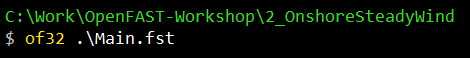 C:\Work\OpenFAST-Workshop\2_OnshoreSteadyWind
$ of32 .\Main.fst